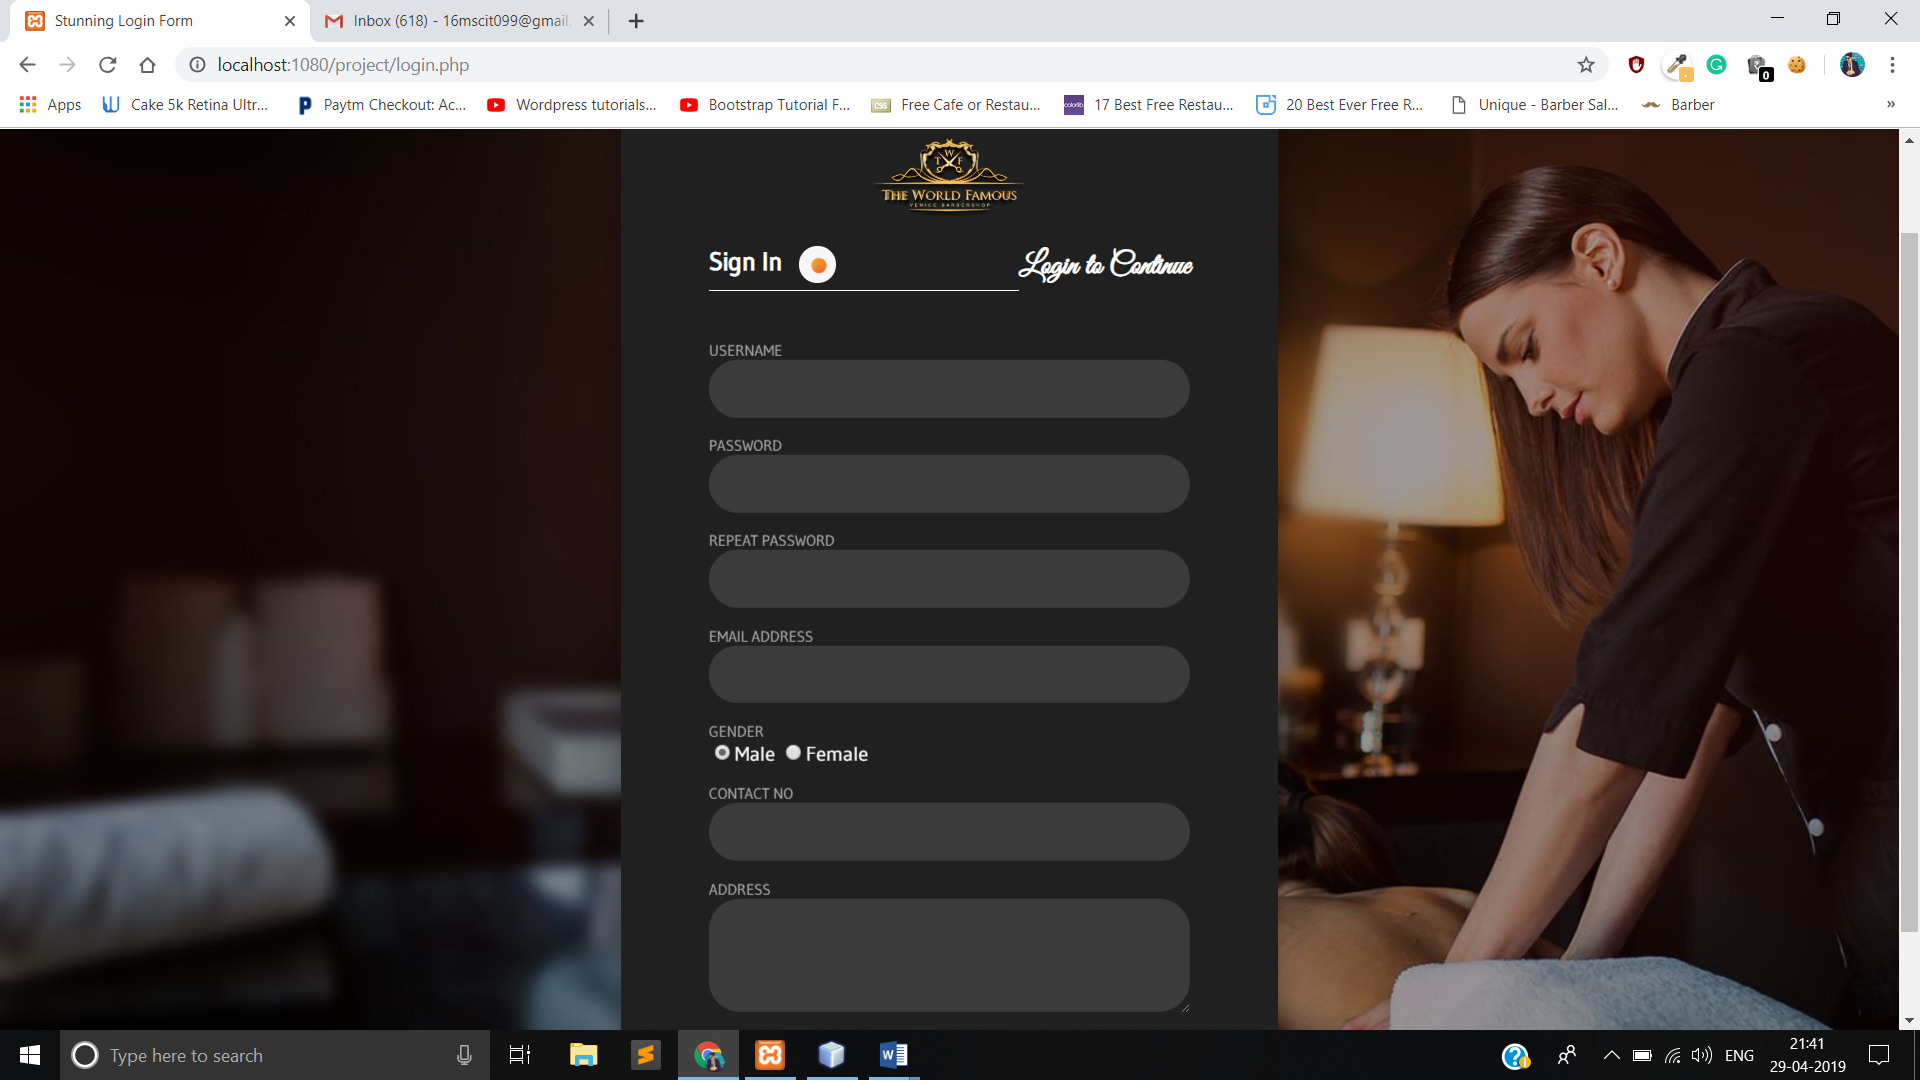 Stunning Login Form
Inbox (618) - 16mscit099@gmail.
localhost:1080/project/login.php
0
Apps
Cake 5k Retina Ultr...
Paytm Checkout: Ac...
Wordpress tutorials...
Bootstrap Tutorial F...
CSS
Free Cafe or Restau...
colorlib
17 Best Free Restau...
20 Best Ever Free R...
Unique - Barber Sal...
Barber
»
W
T F
THE WORLD FAMOUS
VENICE BARBERSHOP
Sign In
Login to Continue
USERNAME
PASSWORD
REPEAT PASSWORD
EMAIL ADDRESS
GENDER
Male Female
CONTACT NO
ADDRESS
Type here to search
ENG
21:41
29-04-2019